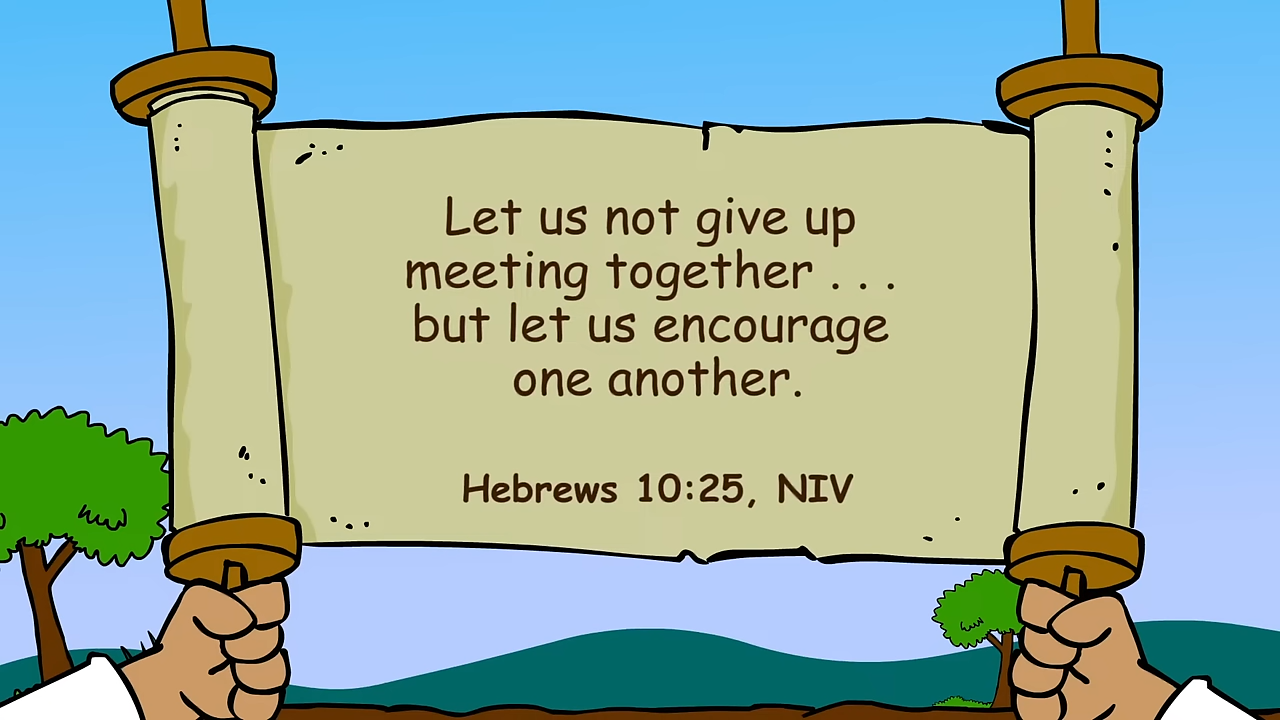 Let us not give up
meeting together . . .
but let us encourage
one another.
Hebrews 10:25, NIV